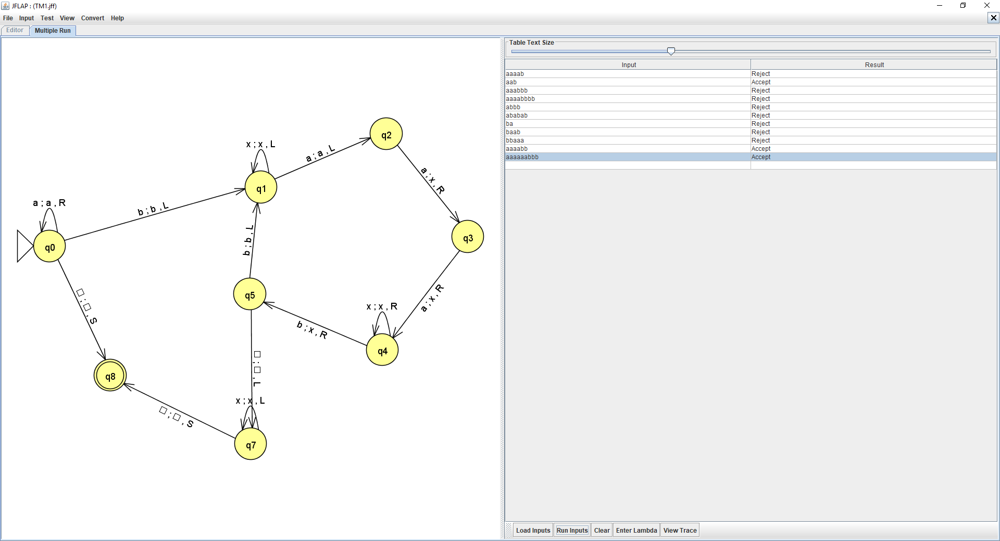 JFLAP : (TM1.jff)
File Input Test View Convert Help
Editor Multiple Run
Table Text Size
Input Result
aaaab Reject
aab Accept
aaabbb Reject
aaaabbbb Reject
abbb Reject
ababab Reject
ba Reject
baab Reject
bbaaa Reject
aaaabb Accept
aaaaaabbb Accept
q2
x ; x , L
a ; a , L
q1
a ; x , R
a ; a , R
b ; b , L
q3
b ; b , L
q0
□ ; □ , S
q5
a ; x , R
x ; x , R
b ; x , R
q4
□ ; □ , L
q8
x ; x , L
□ ; □ , S
q7
Load Inputs Run Inputs Clear Enter Lambda View Trace